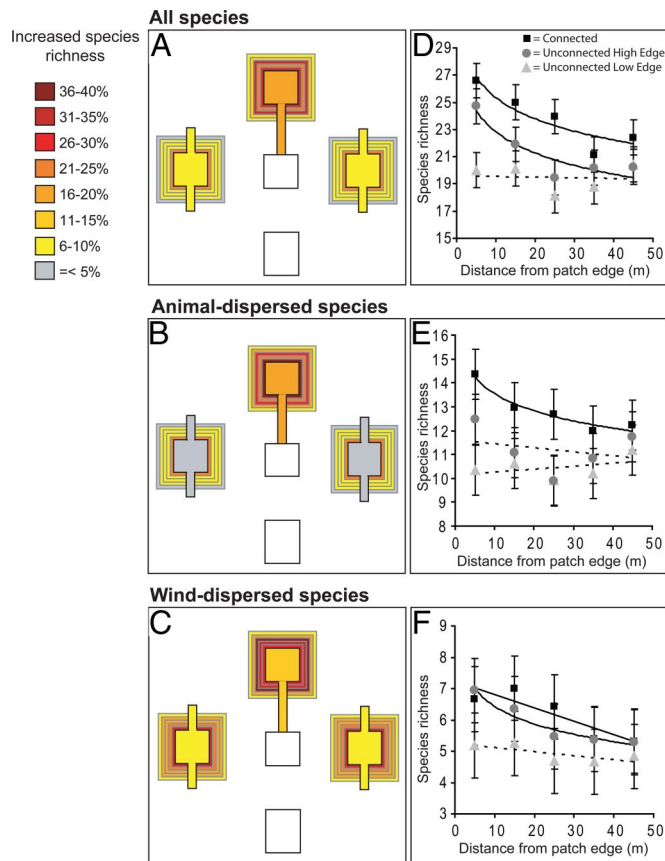 Increased species
richness
36-40%
31-35%
26-30%
21-25%
16-20%
11-15%
6-10%
=< 5%
All species
A
D
= Connected
= Unconnected High Edge
= Unconnected Low Edge
Species richness
29
27
25
23
21
19
17
15
0 10 20 30 40 50
Distance from patch edge (m)
Animal-dispersed species
B
E
Species richness
16
15
14
13
12
11
10
9
8
0 10 20 30 40 50
Distance from patch edge (m)
Wind-dispersed species
C
F
Species richness
9
8
7
6
5
4
3
0 10 20 30 40 50
Distance from patch edge (m)